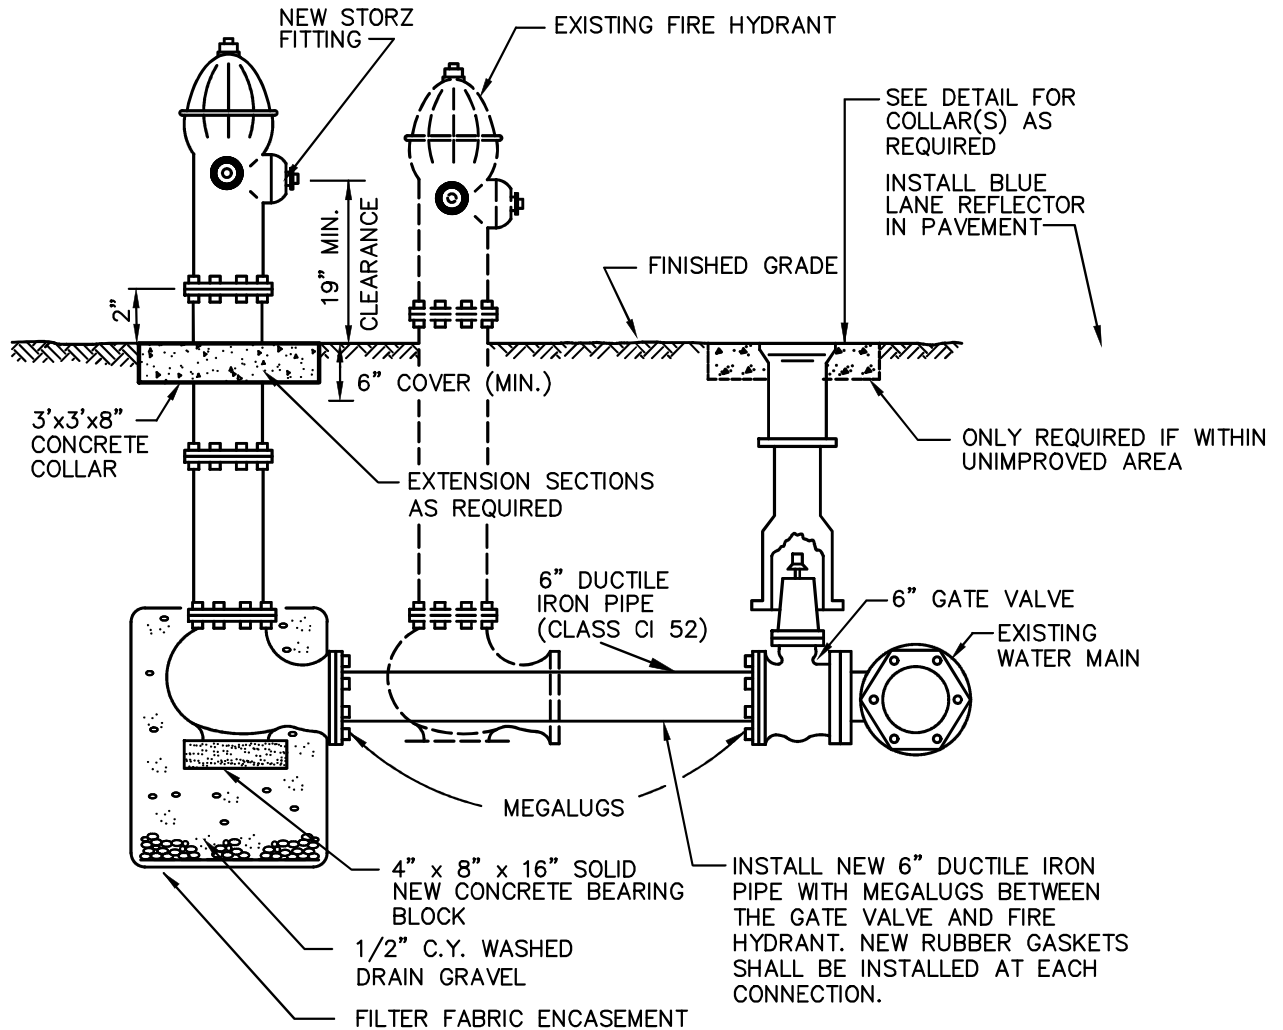 NEW STORZ
FITTING
EXISTING FIRE HYDRANT
SEE DETAIL FOR
COLLAR(S) AS
REQUIRED
INSTALL BLUE
LANE REFLECTOR
IN PAVEMENT
19” MIN.
CLEARANCE
FINISHED GRADE
2”
6” COVER (MIN.)
3'x3'x8”
CONCRETE
COLLAR
ONLY REQUIRED IF WITHIN
UNIMPROVED AREA
EXTENSION SECTIONS
AS REQUIRED
6” DUCTILE
IRON PIPE
(CLASS CI 52)
6” GATE VALVE
EXISTING
WATER MAIN
MEGALUGS
4” x 8” x 16” SOLID
NEW CONCRETE BEARING
BLOCK
1/2” C.Y. WASHED
DRAIN GRAVEL
FILTER FABRIC ENCASEMENT
INSTALL NEW 6” DUCTILE IRON
PIPE WITH MEGALUGS BETWEEN
THE GATE VALVE AND FIRE
HYDRANT. NEW RUBBER GASKETS
SHALL BE INSTALLED AT EACH
CONNECTION.